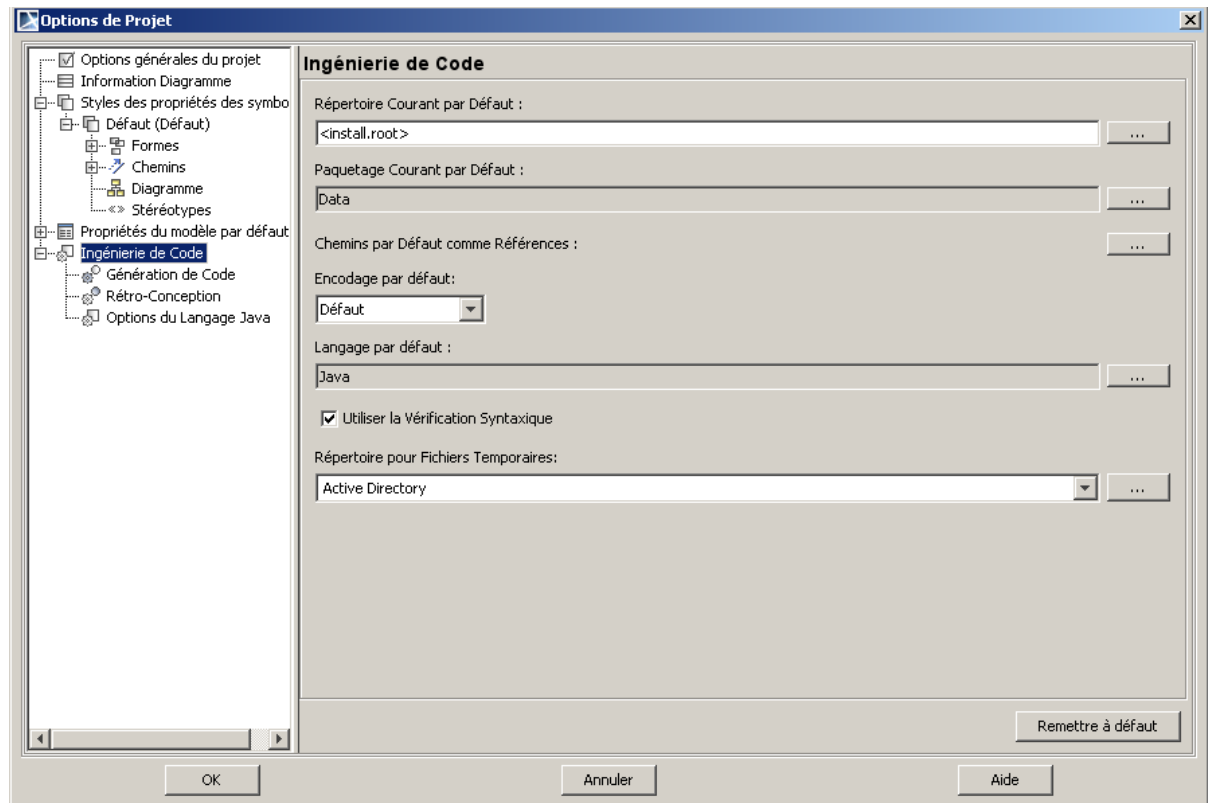 Options de Projet
Options générales du projet
Information Diagramme
Styles des propriétés des symbo
Défaut (Défaut)
Formes
Chemins
Diagramme
«» Stéréotypes
Propriétés du modèle par défaut
Ingénierie de Code
Génération de Code
Rétro-Conception
Options du Langage Java
Ingénierie de Code
Répertoire Courant par Défaut :
<install.root>
...
Paquetage Courant par Défaut :
Data
...
Chemins par Défaut comme Références :
...
Encodage par défaut:
Défaut
Langage par défaut :
Java
...
Utiliser la Vérification Syntaxique
Répertoire pour Fichiers Temporaires:
Active Directory
...
Remettre à défaut
OK
Annuler
Aide